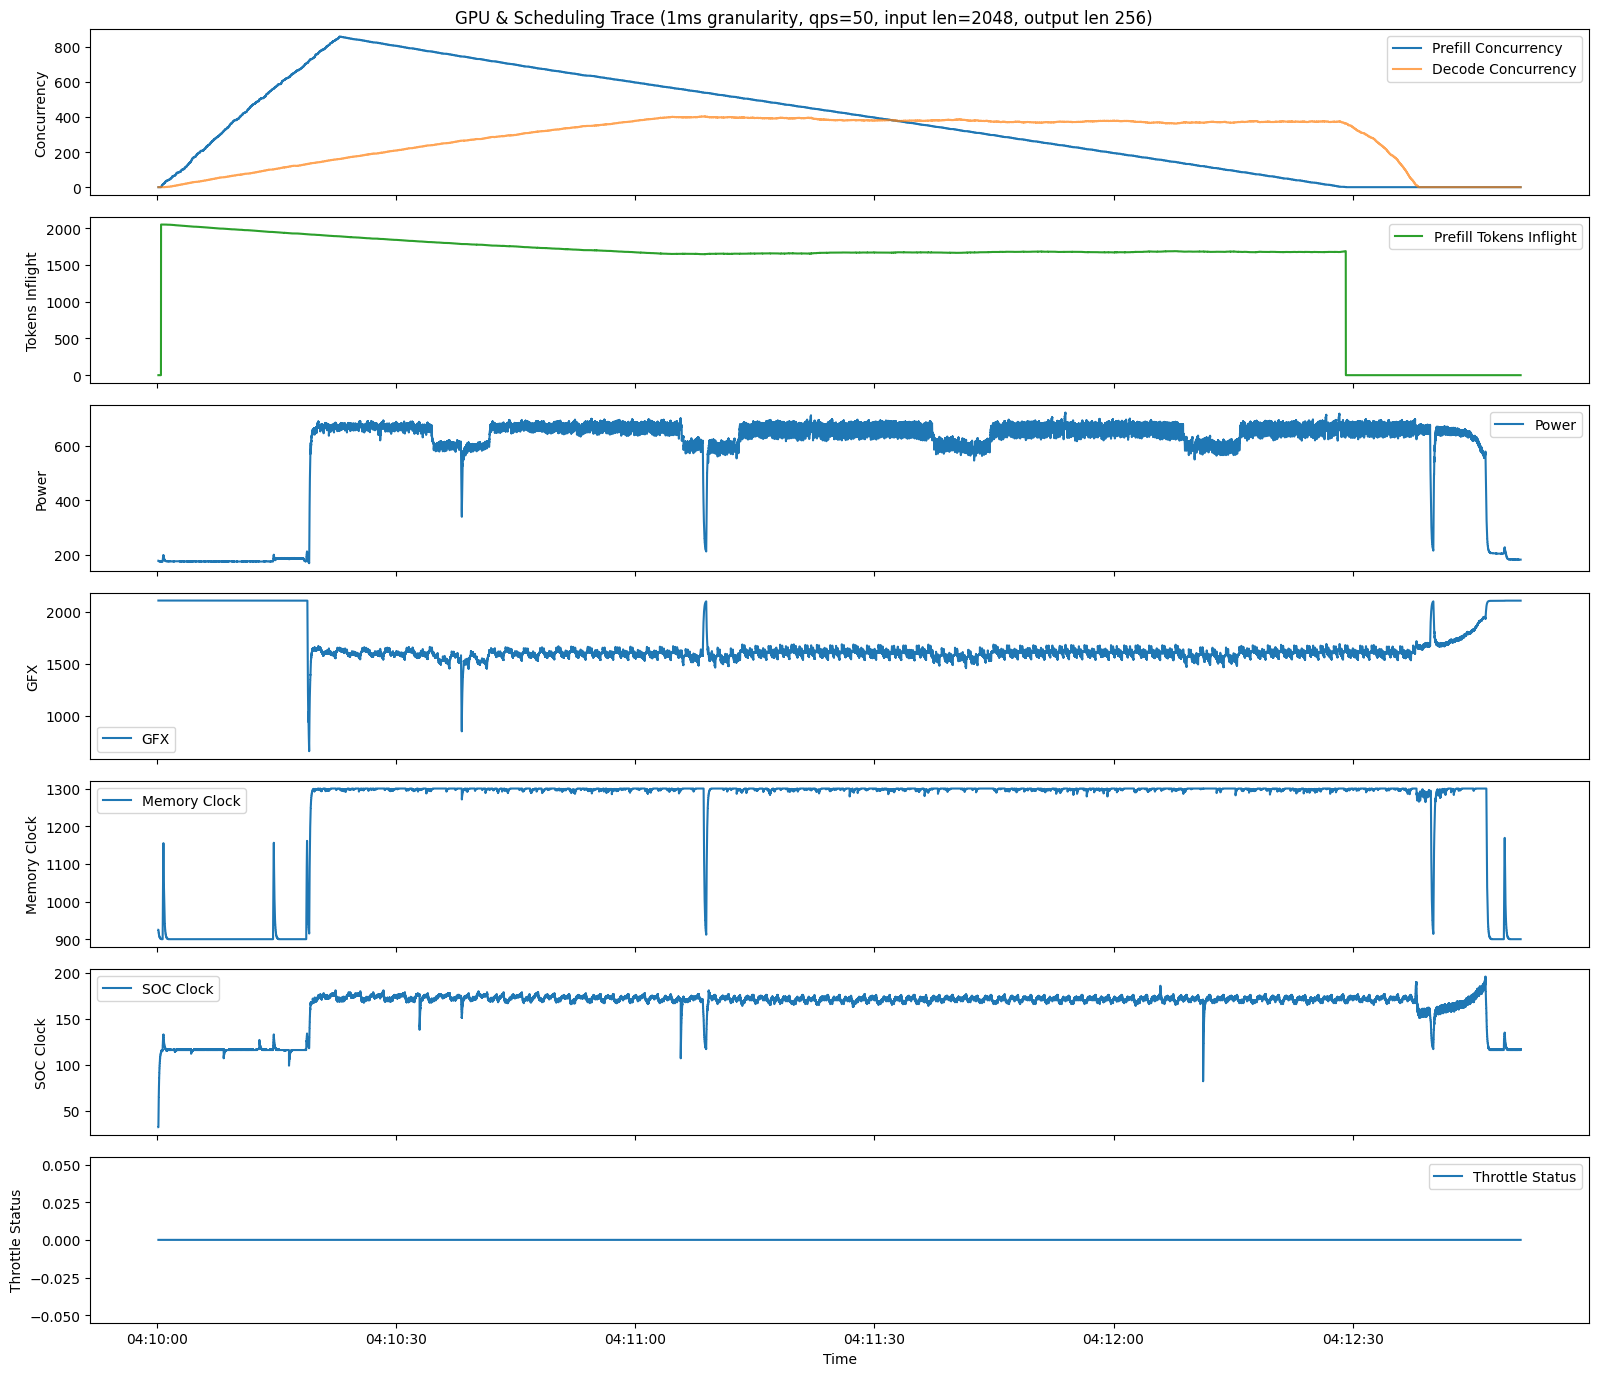 GPU & Scheduling Trace (1ms granularity, qps=50, input len=2048, output len 256)
Concurrency
800
600
400
200
0
Prefill Concurrency
Decode Concurrency
Tokens Inflight
2000
1500
1000
500
0
Prefill Tokens Inflight
Power
600
400
200
Power
GFX
2000
1500
1000
GFX
Memory Clock
1300
1200
1100
1000
900
Memory Clock
SOC Clock
200
150
100
50
SOC Clock
Throttle Status
0.050
0.025
0.000
−0.025
−0.050
Throttle Status
04:10:00 04:10:30 04:11:00 04:11:30 04:12:00 04:12:30
Time